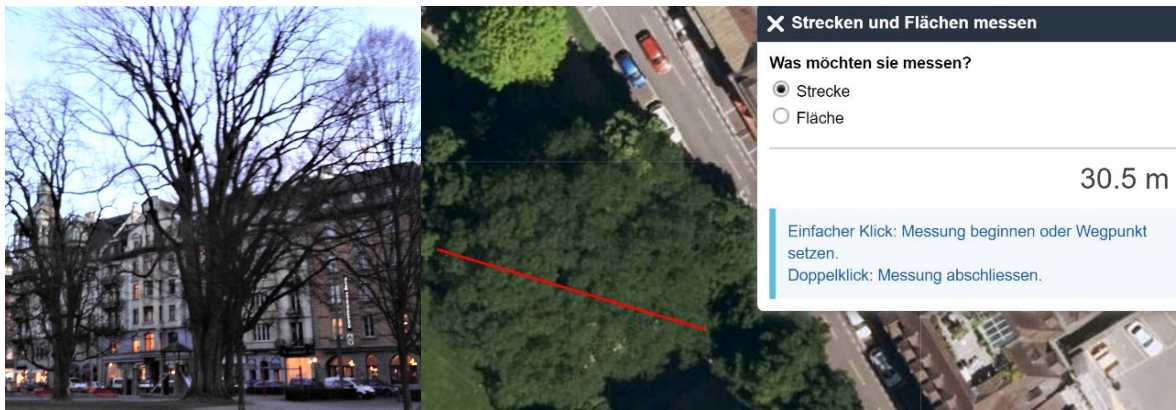 Strecken und Flächen messen
Was möchten sie messen?
Strecke
Fläche
30.5 m
Einfacher Klick: Messung beginnen oder Wegpunkt
setzen.
Doppelklick: Messung abschliessen.